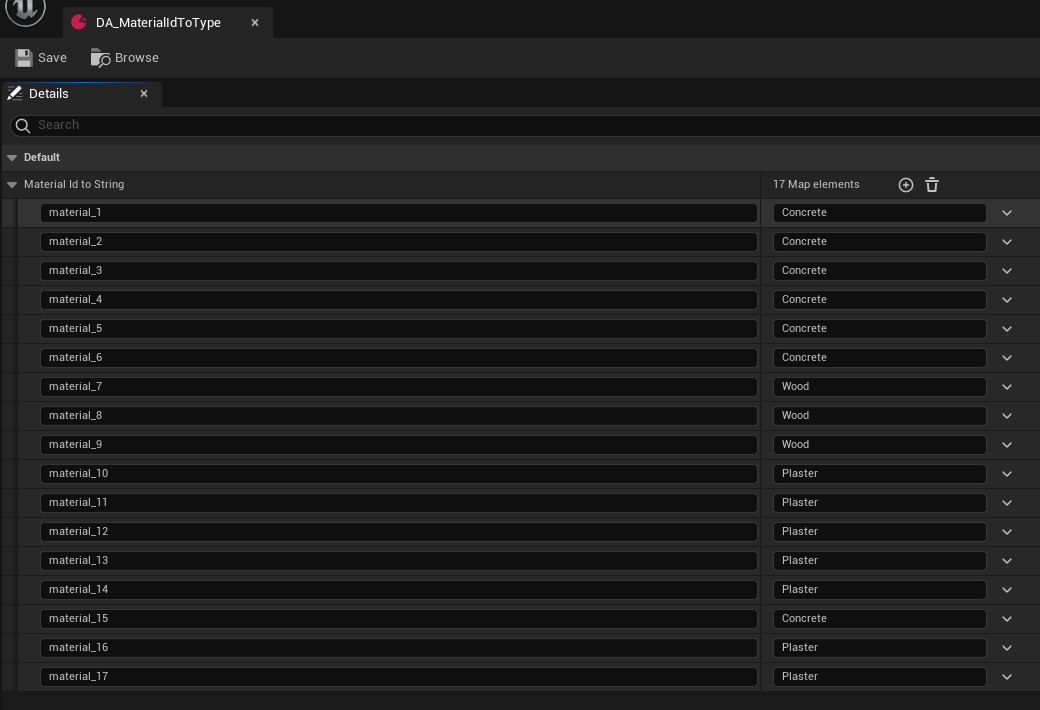 DA_MaterialIdToType
Save Browse
Details
Search
Default
Material Id to String 17 Map elements
material_1 Concrete
material_2 Concrete
material_3 Concrete
material_4 Concrete
material_5 Concrete
material_6 Concrete
material_7 Wood
material_8 Wood
material_9 Wood
material_10 Plaster
material_11 Plaster
material_12 Plaster
material_13 Plaster
material_14 Plaster
material_15 Concrete
material_16 Plaster
material_17 Plaster